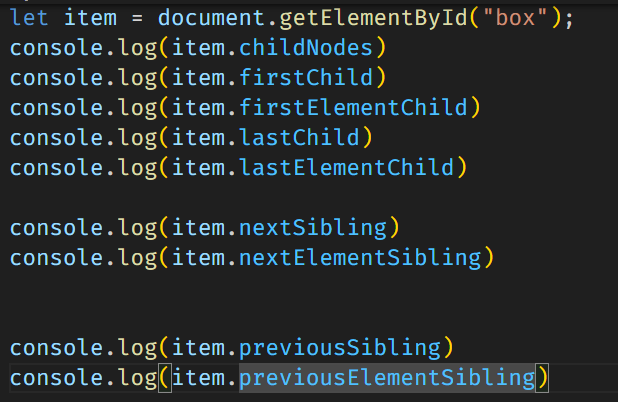 let item = document.getElementById("box");
console.log(item.childNodes)
console.log(item.firstChild)
console.log(item.firstElementChild)
console.log(item.lastChild)
console.log(item.lastElementChild)
console.log(item.nextSibling)
console.log(item.nextElementSibling)
console.log(item.previousSibling)
console.log(item.previousElementSibling)